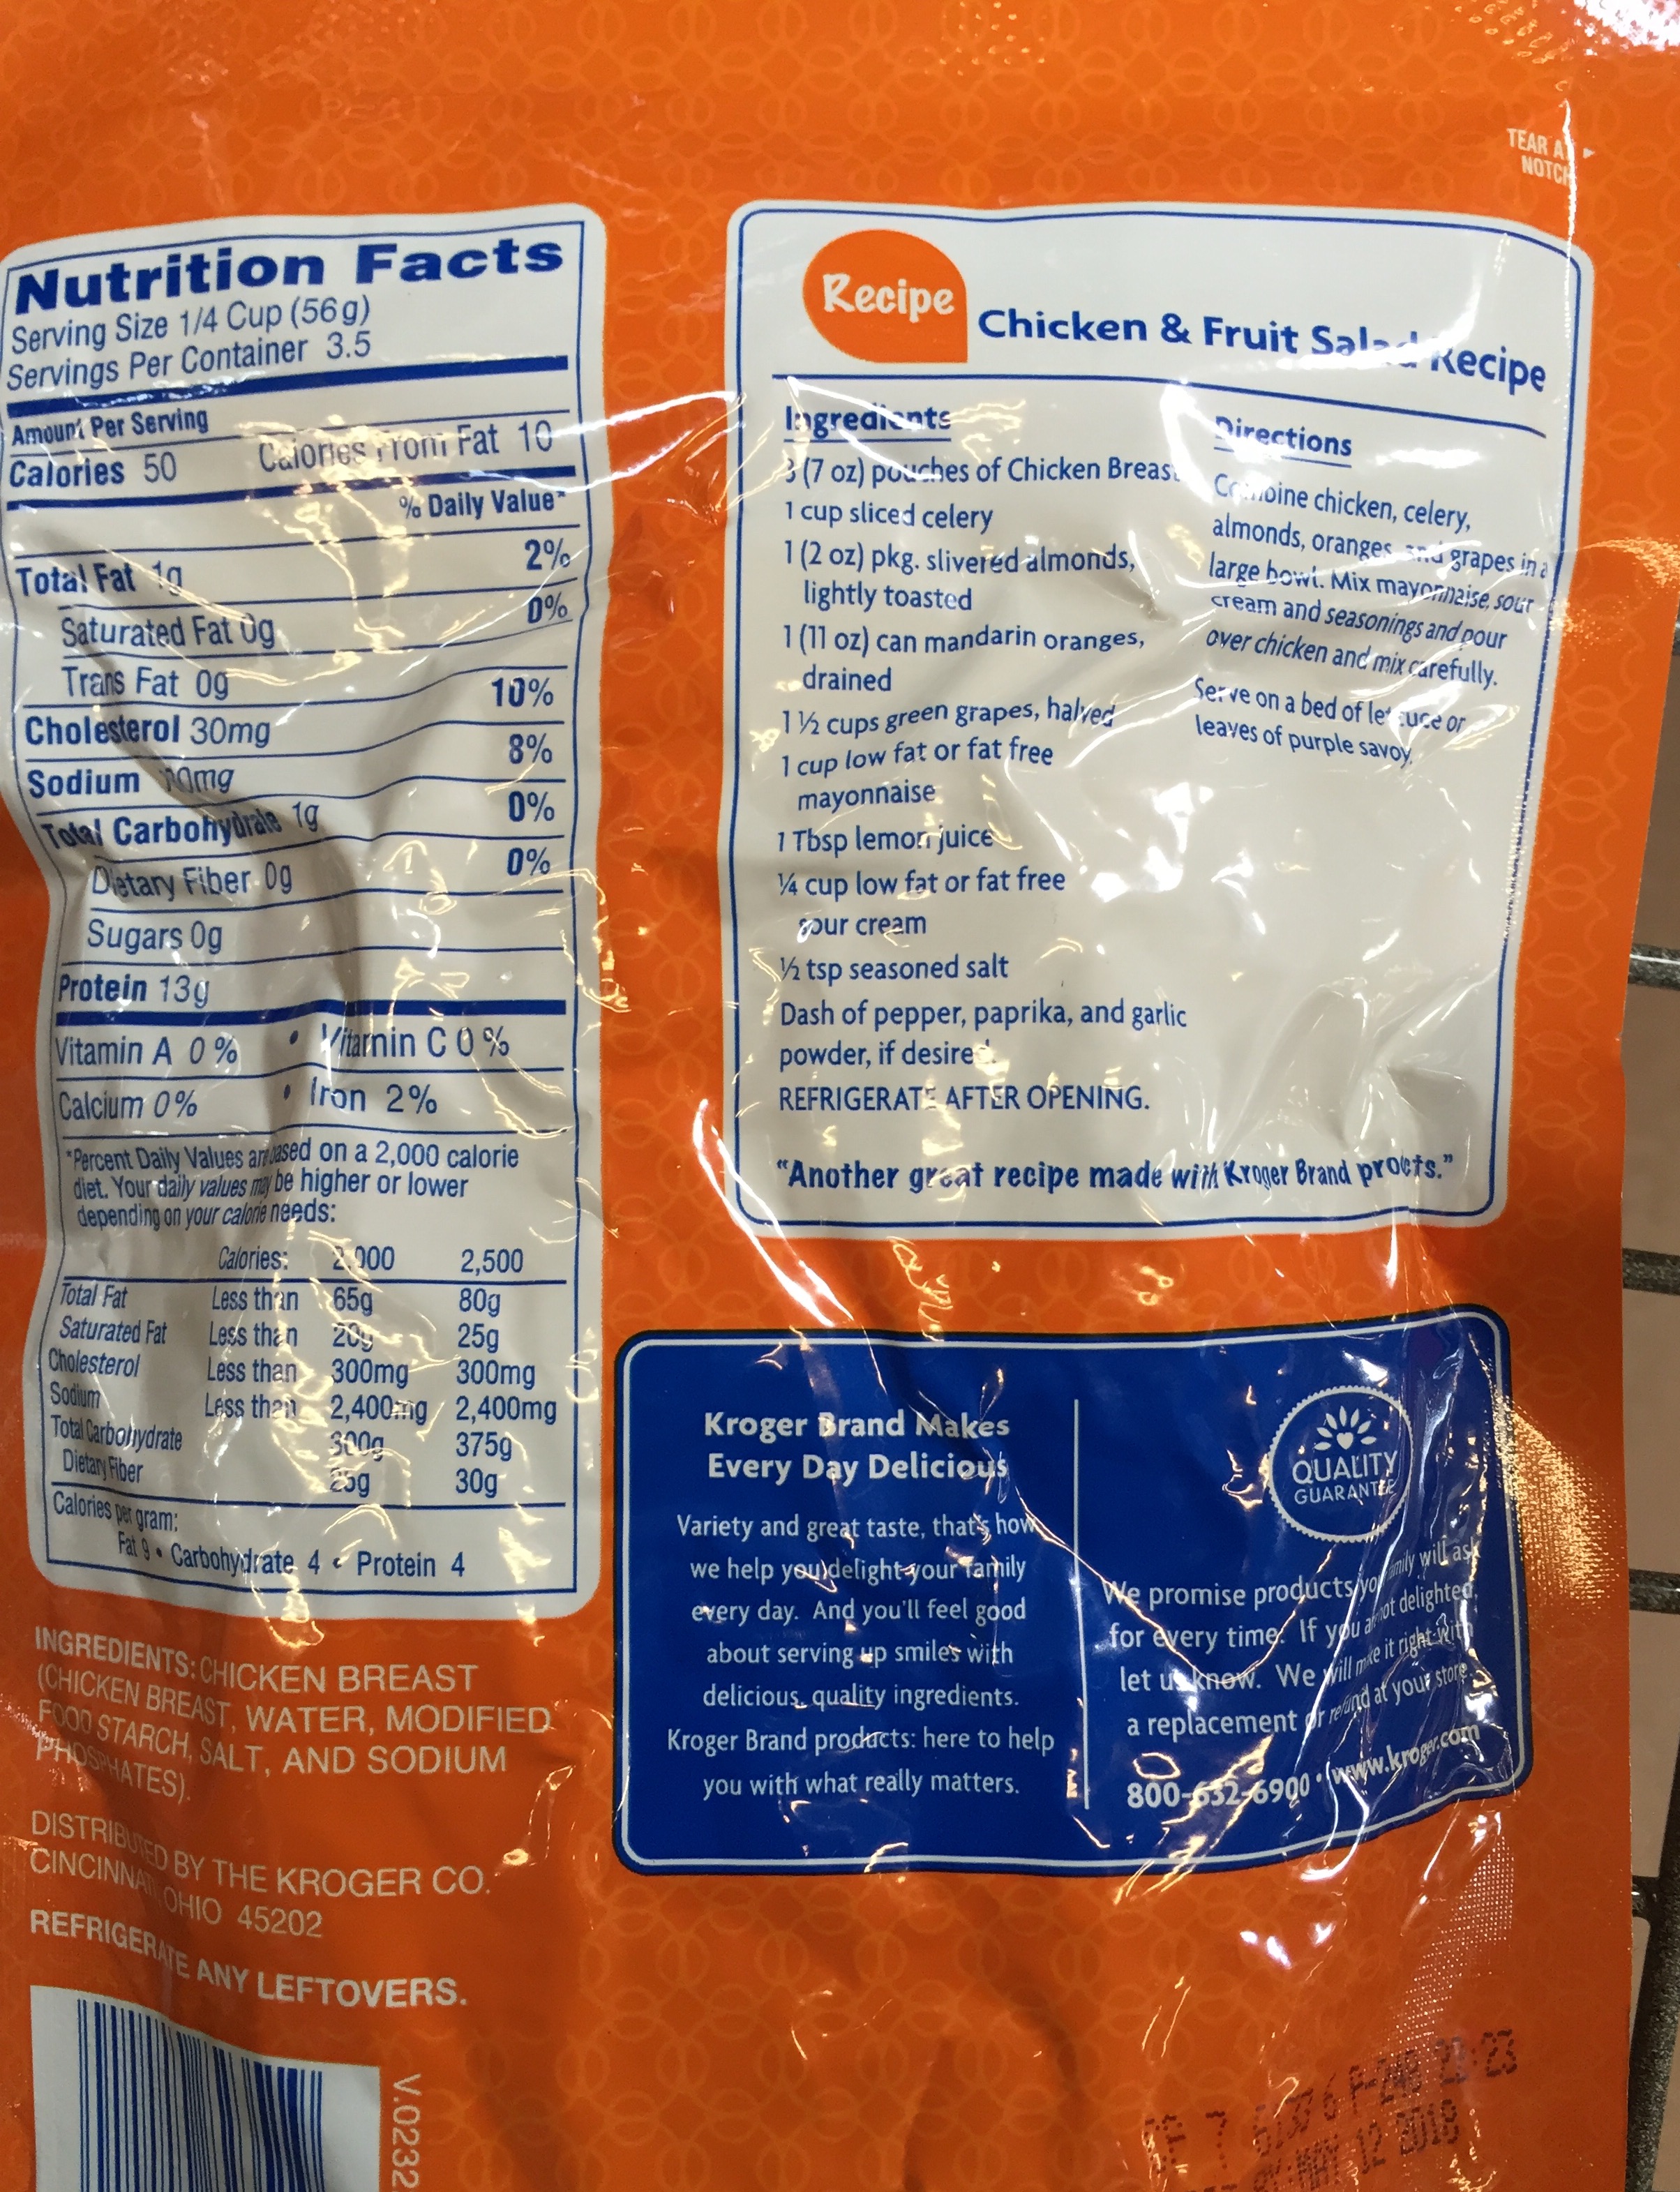 TEAR AT
NOTCH
Nutrition Facts
Serving Size 1/4 Cup (56g)
Servings Per Container 3.5
Amount Per Serving
Calories 50 Calories from Fat 10
% Daily Value*
Total Fat 1g 2%
Saturated Fat 0g 0%
Trans Fat 0g
Cholesterol 30mg 10%
Sodium 8%
Total Carbohydrate 1g 0%
Dietary Fiber 0g 0%
Sugars 0g
Protein 13g
Vitamin A 0% • Vitamin C 0%
Calcium 0% • Iron 2%
*Percent Daily Values are based on a 2,000 calorie
diet. Your daily values may be higher or lower
depending on your calorie needs:
Calories: 2,000 2,500
Total Fat Less than 65g 80g
Saturated Fat Less than 20g 25g
Cholesterol Less than 300mg 300mg
Sodium Less than 2,400mg 2,400mg
Total Carbohydrate 300g 375g
Dietary Fiber 25g 30g
Calories per gram:
Fat 9 • Carbohydrate 4 • Protein 4
INGREDIENTS: CHICKEN BREAST
(CHICKEN BREAST, WATER, MODIFIED
FOOD STARCH, SALT, AND SODIUM
PHOSPHATES).
DISTRIBUTED BY THE KROGER CO.
CINCINNATI, OHIO 45202
REFRIGERATE ANY LEFTOVERS.
V.0232
Recipe
Chicken & Fruit Salad Recipe
Ingredients
3 (7 oz) pouches of Chicken Breast
1 cup sliced celery
1 (2 oz) pkg. slivered almonds,
lightly toasted
1 (11 oz) can mandarin oranges,
drained
1 ½ cups green grapes, halved
1 cup low fat or fat free
mayonnaise
1 Tbsp lemon juice
¼ cup low fat or fat free
sour cream
½ tsp seasoned salt
Dash of pepper, paprika, and garlic
powder, if desired.
REFRIGERATE AFTER OPENING.
Directions
Combine chicken, celery,
almonds, oranges and grapes in a
large bowl. Mix mayonnaise, sour
cream and seasonings and pour
over chicken and mix carefully.
Serve on a bed of lettuce or
leaves of purple savoy.
"Another great recipe made with Kroger Brand products."
Kroger Brand Makes
Every Day Delicious
Variety and great taste, that's how
we help you delight your family
every day. And you'll feel good
about serving up smiles with
delicious, quality ingredients.
Kroger Brand products: here to help
you with what really matters.
QUALITY
GUARANTEE
We promise products your family will ask
for every time. If you are not delighted,
let us know. We will make it right with
a replacement or refund at your store.
800-632-6900 • www.kroger.com
12 2018